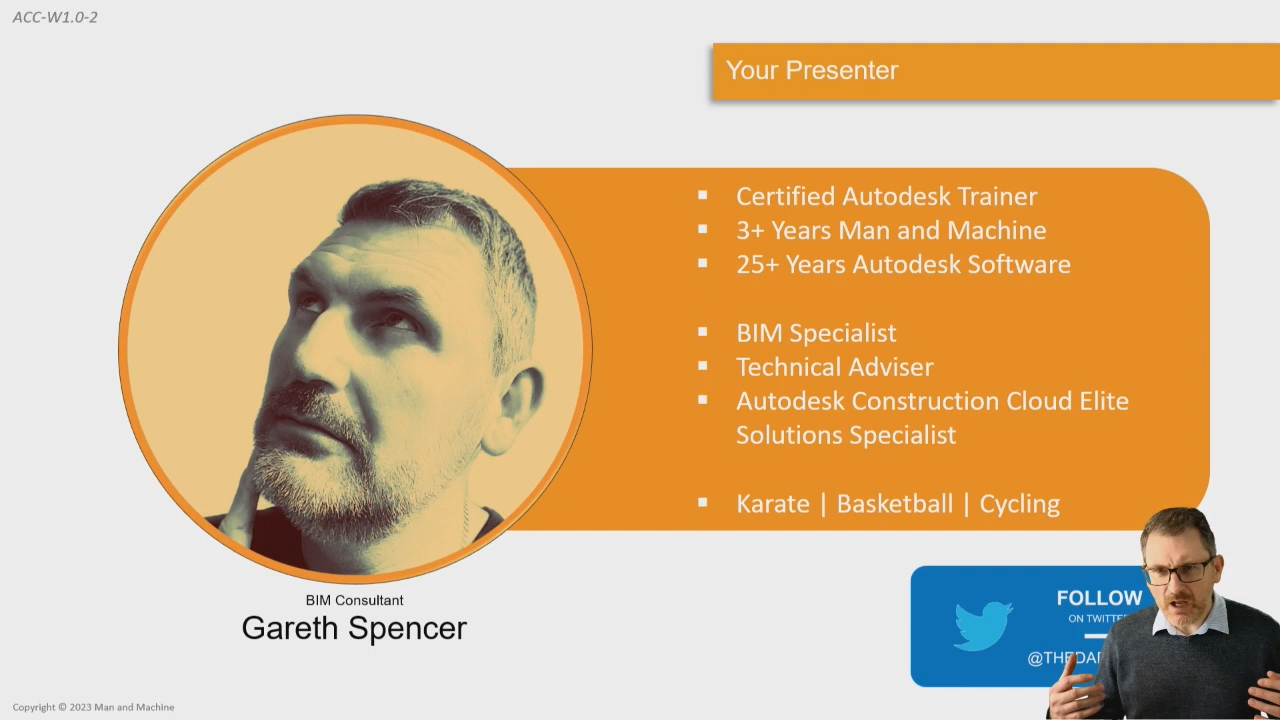 ACC-W1.0-2
Your Presenter
▪ Certified Autodesk Trainer
▪ 3+ Years Man and Machine
▪ 25+ Years Autodesk Software
▪ BIM Specialist
▪ Technical Adviser
▪ Autodesk Construction Cloud Elite
Solutions Specialist
▪ Karate | Basketball | Cycling
BIM Consultant
Gareth Spencer
FOLLOW
ON
Copyright © 2023 Man and Machine